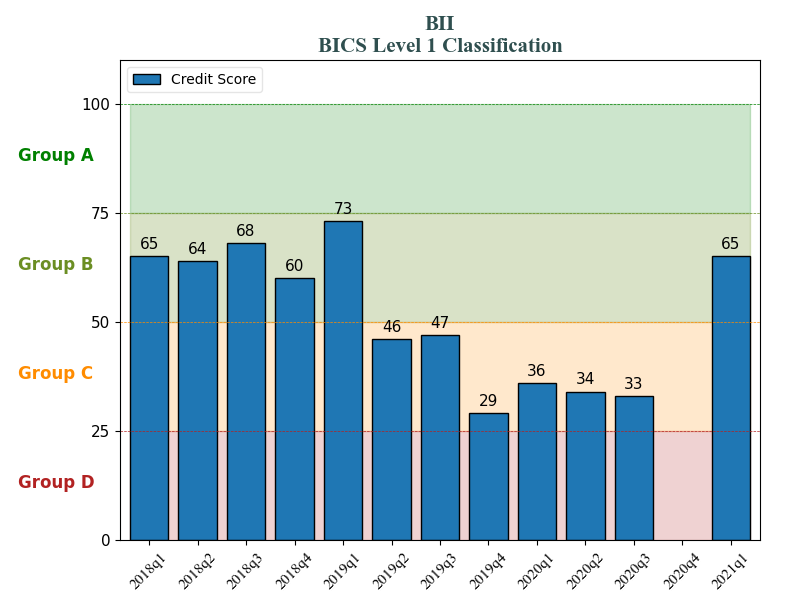 BII
BICS Level 1 Classification
Credit Score
100
Group A
75
73
68
65
64
65
60
Group B
50
46
47
36
34
33
29
Group C
25
Group D
0
2018q1
2018q2
2018q3
2018q4
2019q1
2019q2
2019q3
2019q4
2020q1
2020q2
2020q3
2020q4
2021q1